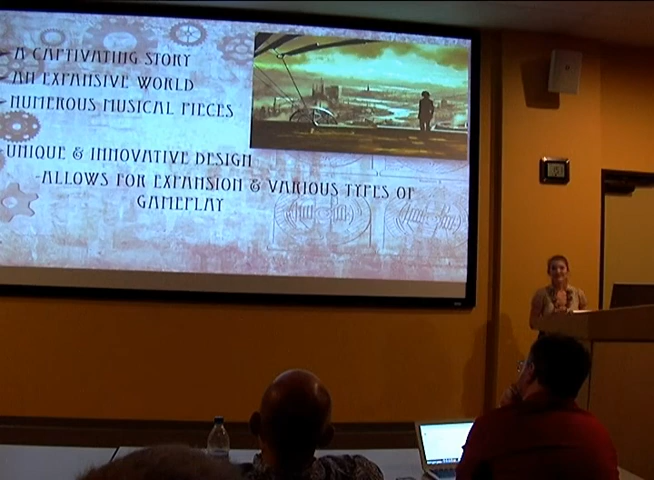 - A CAPTIVATING STORY
- AN EXPANSIVE WORLD
- NUMEROUS MUSICAL PIECES
UNIQUE & INNOVATIVE DESIGN
-ALLOWS FOR EXPANSION & VARIOUS TYPES OF
GAMEPLAY